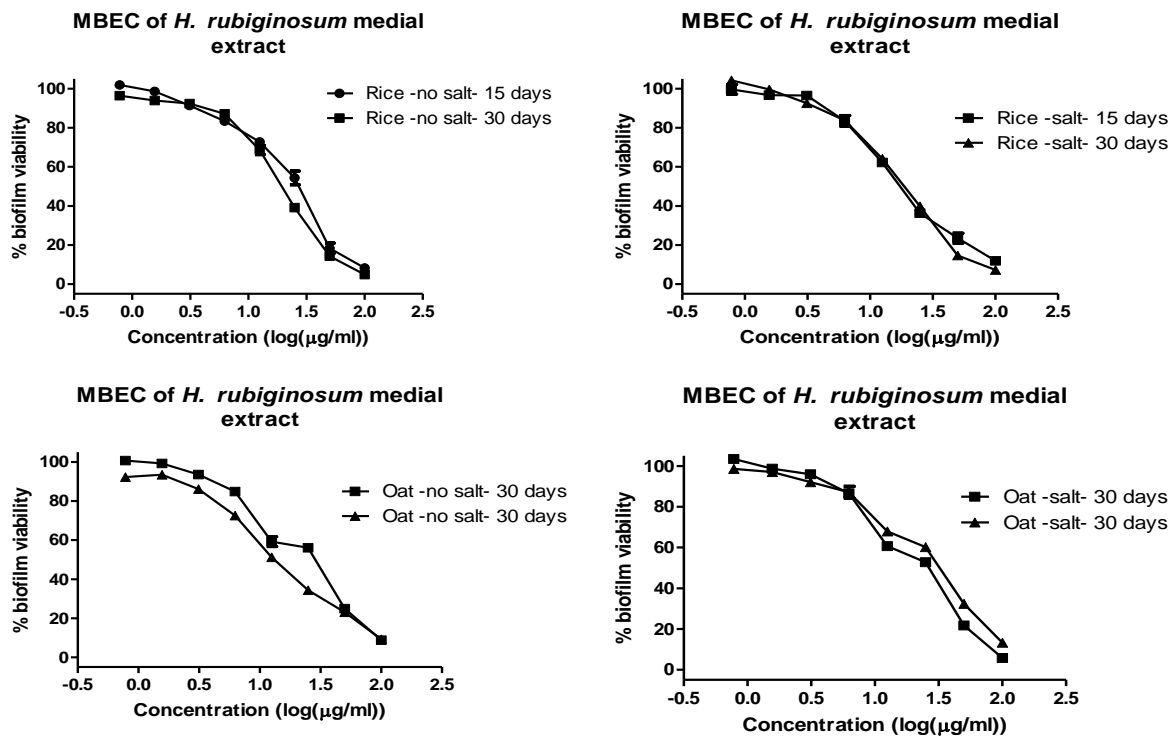 MBEC of H. rubiginosum medial
extract
% biofilm viability
100
80
60
40
20
0
-0.5
0.0
0.5
1.0
1.5
2.0
2.5
Concentration (log(μg/ml))
Rice -no salt- 15 days
Rice -no salt- 30 days
MBEC of H. rubiginosum medial
extract
% biofilm viability
100
80
60
40
20
0
-0.5
0.0
0.5
1.0
1.5
2.0
2.5
Concentration (log(μg/ml))
Rice -salt- 15 days
Rice -salt- 30 days
MBEC of H. rubiginosum medial
extract
% biofilm viability
100
80
60
40
20
0
-0.5
0.0
0.5
1.0
1.5
2.0
2.5
Concentration (log(μg/ml))
Oat -no salt- 30 days
Oat -no salt- 30 days
MBEC of H. rubiginosum medial
extract
% biofilm viability
100
80
60
40
20
0
-0.5
0.0
0.5
1.0
1.5
2.0
2.5
Concentration (log(μg/ml))
Oat -salt- 30 days
Oat -salt- 30 days